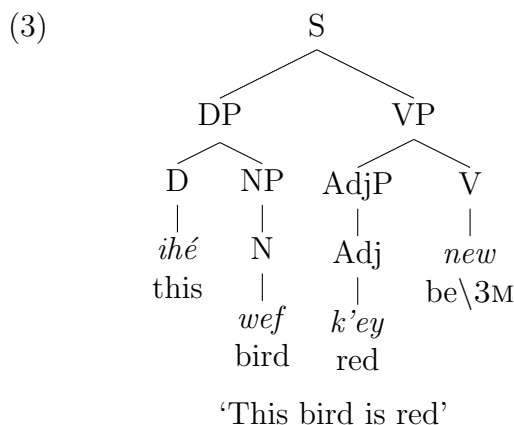 (3) S
DP VP
D NP AdjP V
ihé N Adj new
this be\3M
wef k'ey
bird red
‘This bird is red’